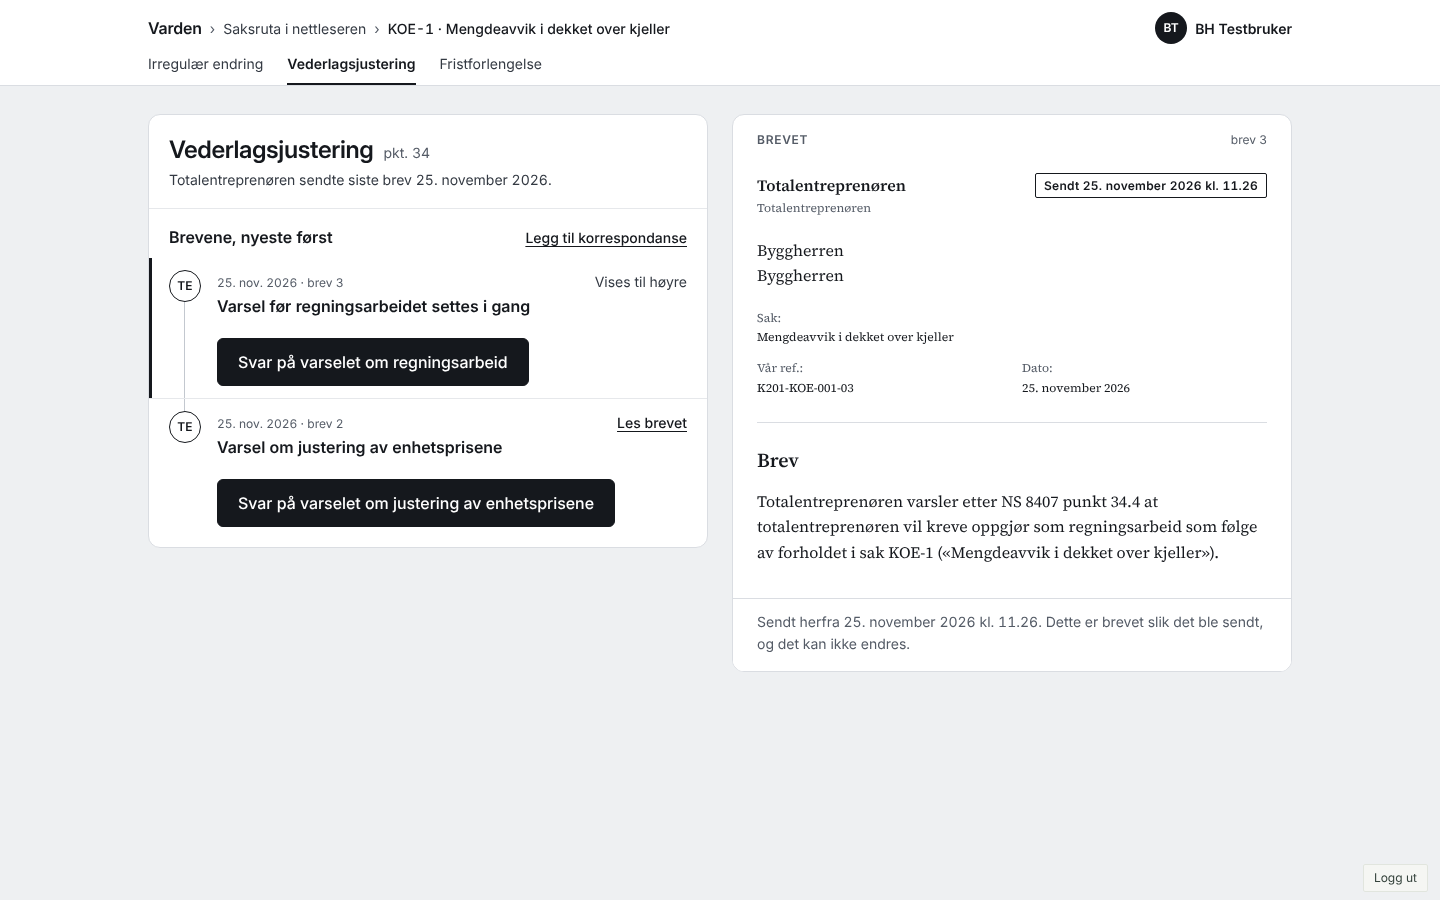 Varden › Saksruta i nettleseren › KOE-1 · Mengdeavvik i dekket over kjeller
BT BH Testbruker
Irregulær endring Vederlagsjustering Fristforlengelse
Vederlagsjustering pkt. 34
Totalentreprenøren sendte siste brev 25. november 2026.
Brevene, nyeste først Legg til korrespondanse
TE 25. nov. 2026 · brev 3 Vises til høyre
Varsel før regningsarbeidet settes i gang
Svar på varselet om regningsarbeid
TE 25. nov. 2026 · brev 2 Les brevet
Varsel om justering av enhetsprisene
Svar på varselet om justering av enhetsprisene
BREVET brev 3
Totalentreprenøren Sendt 25. november 2026 kl. 11.26
Totalentreprenøren
Byggherren
Byggherren
Sak:
Mengdeavvik i dekket over kjeller
Vår ref.: Dato:
K201-KOE-001-03 25. november 2026
Brev
Totalentreprenøren varsler etter NS 8407 punkt 34.4 at
totalentreprenøren vil kreve oppgjør som regningsarbeid som følge
av forholdet i sak KOE-1 («Mengdeavvik i dekket over kjeller»).
Sendt herfra 25. november 2026 kl. 11.26. Dette er brevet slik det ble sendt,
og det kan ikke endres.
Logg ut